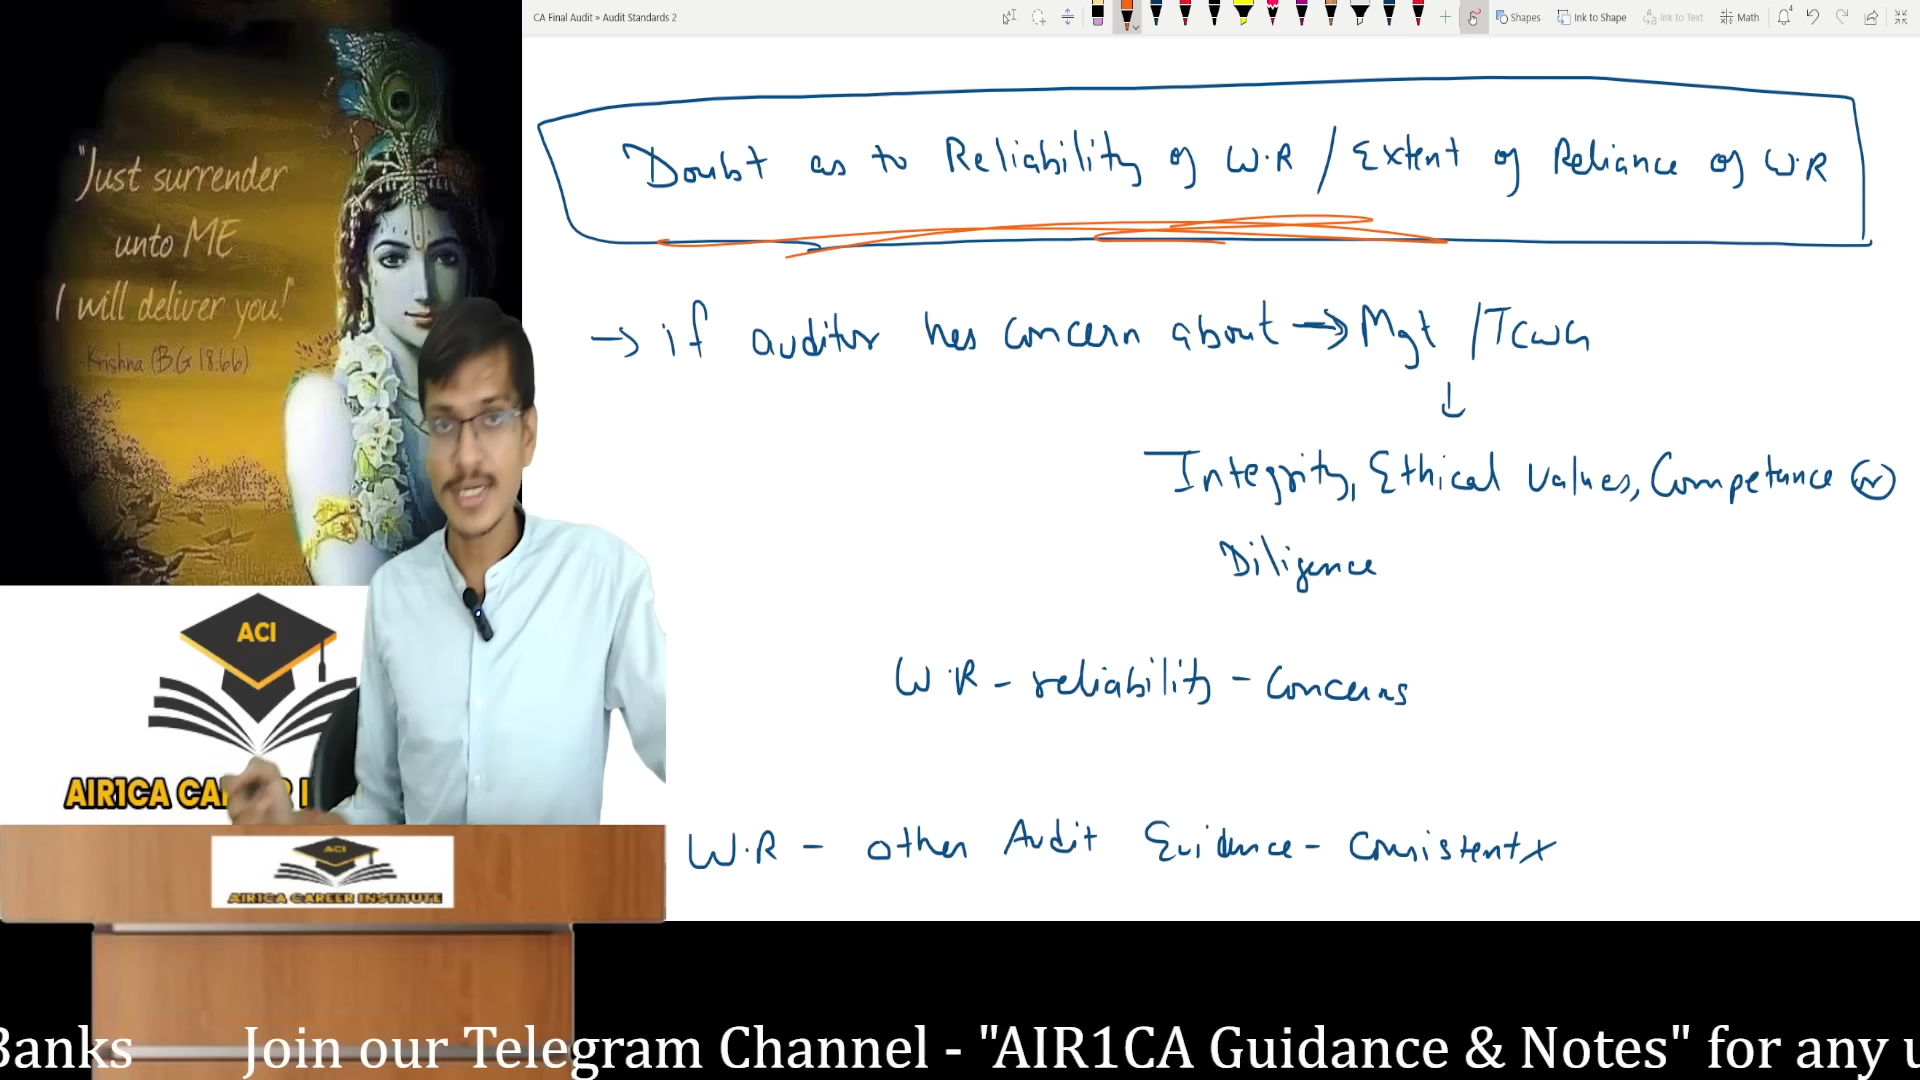 CA Final Audit » Audit Standards 2
Shapes
Ink to Shape
Ink to Text
Math
"Just surrender
unto ME
I will deliver you!"
-Krishna (B.G 18:66)
Doubt as to Reliability of W.R / Extent of Reliance of W.R
→ if auditor has concern about → Mgt / TCWG
↓
Integrity, Ethical values, Competance
Diligence
W.R - reliability - concerns
W.R - other Audit Evidence - Consistent x
ACI
AIR1CA
ACI
AIR1CA CAREER INSTITUTE
Banks Join our Telegram Channel - "AIR1CA Guidance & Notes" for any